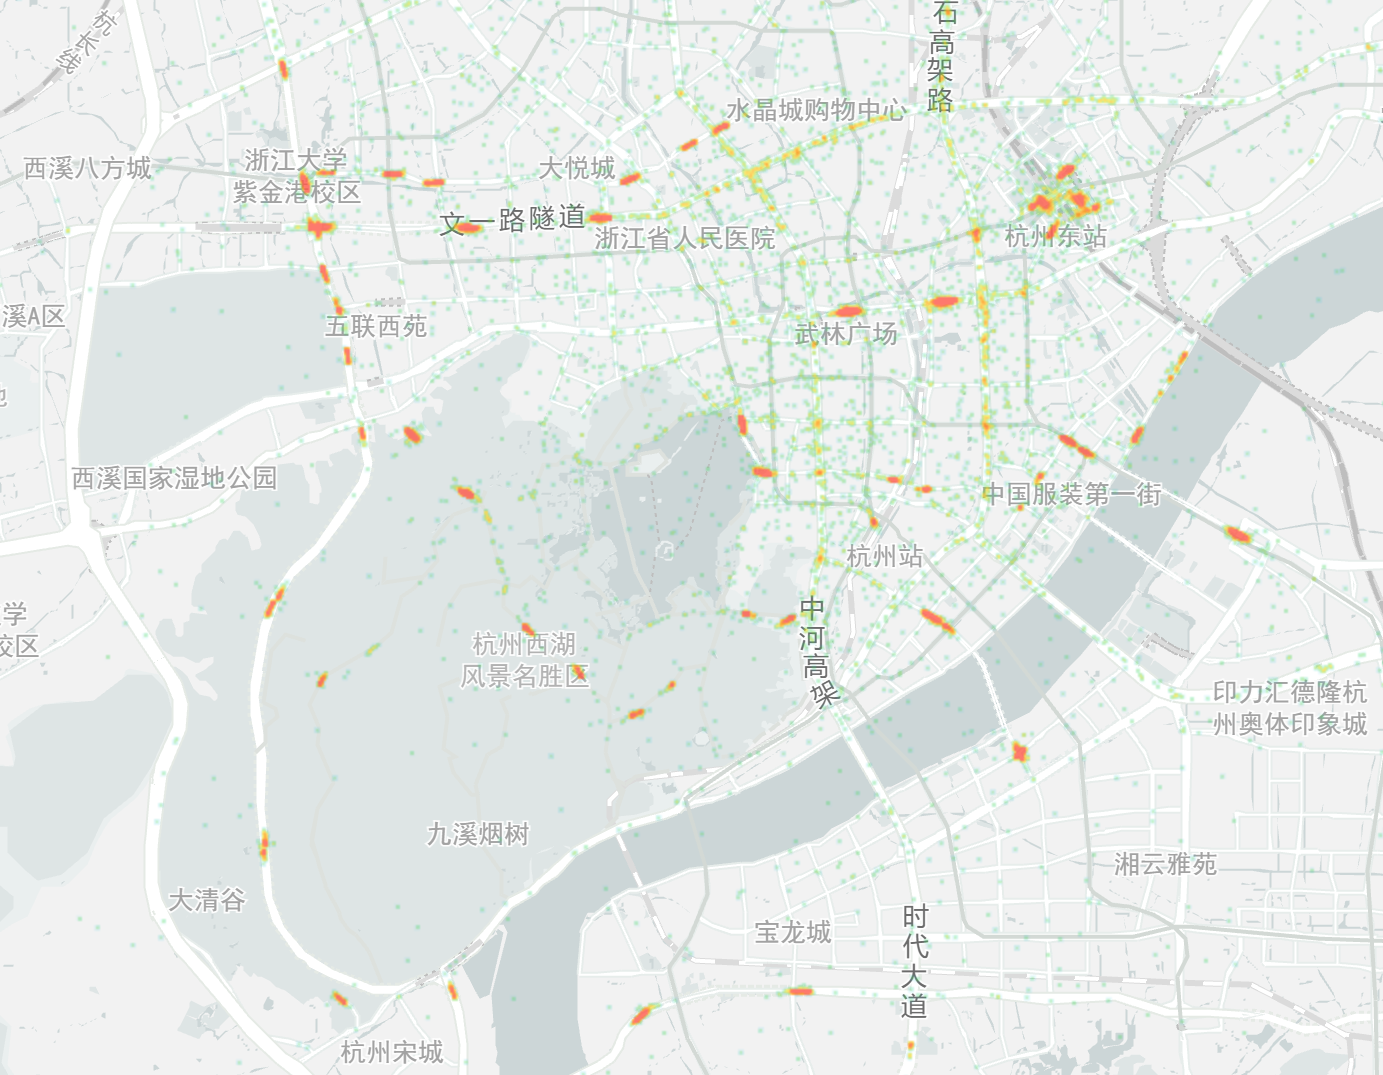 石高架路
杭长线
水晶城购物中心
西溪八方城
浙江大学
紫金港校区
大悦城
文一路隧道
浙江省人民医院
杭州东站
溪A区
五联西苑
武林广场
西溪国家湿地公园
中国服装第一街
杭州站
学
校区
中河高架
杭州西湖
风景名胜区
印力汇德隆杭
州奥体印象城
九溪烟树
湘云雅苑
大清谷
宝龙城
时代大道
杭州宋城